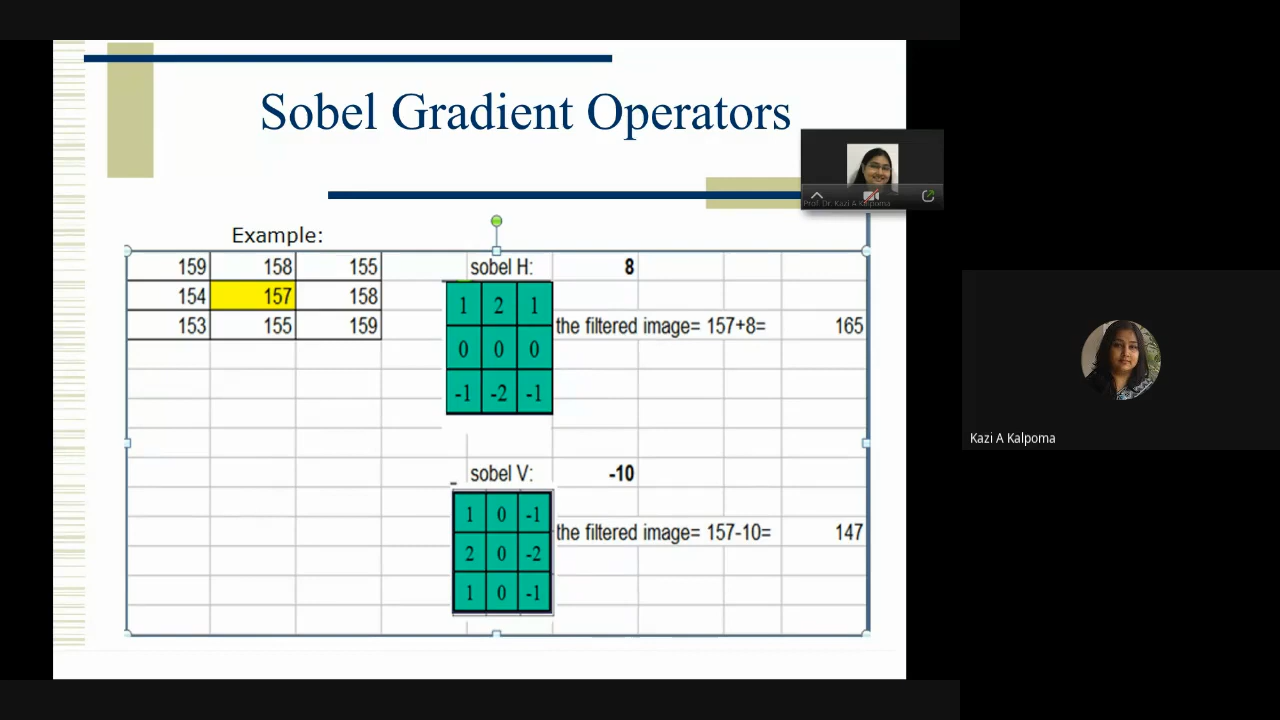 Sobel Gradient Operators
Prof. Dr. Kazi A Kalpoma
Example:
159 158 155 sobel H: 8
154 157 158
153 155 159
1 2 1
the filtered image= 157+8= 165
0 0 0
-1 -2 -1
Kazi A Kalpoma
sobel V: -10
1 0 -1
the filtered image= 157-10= 147
2 0 -2
1 0 -1